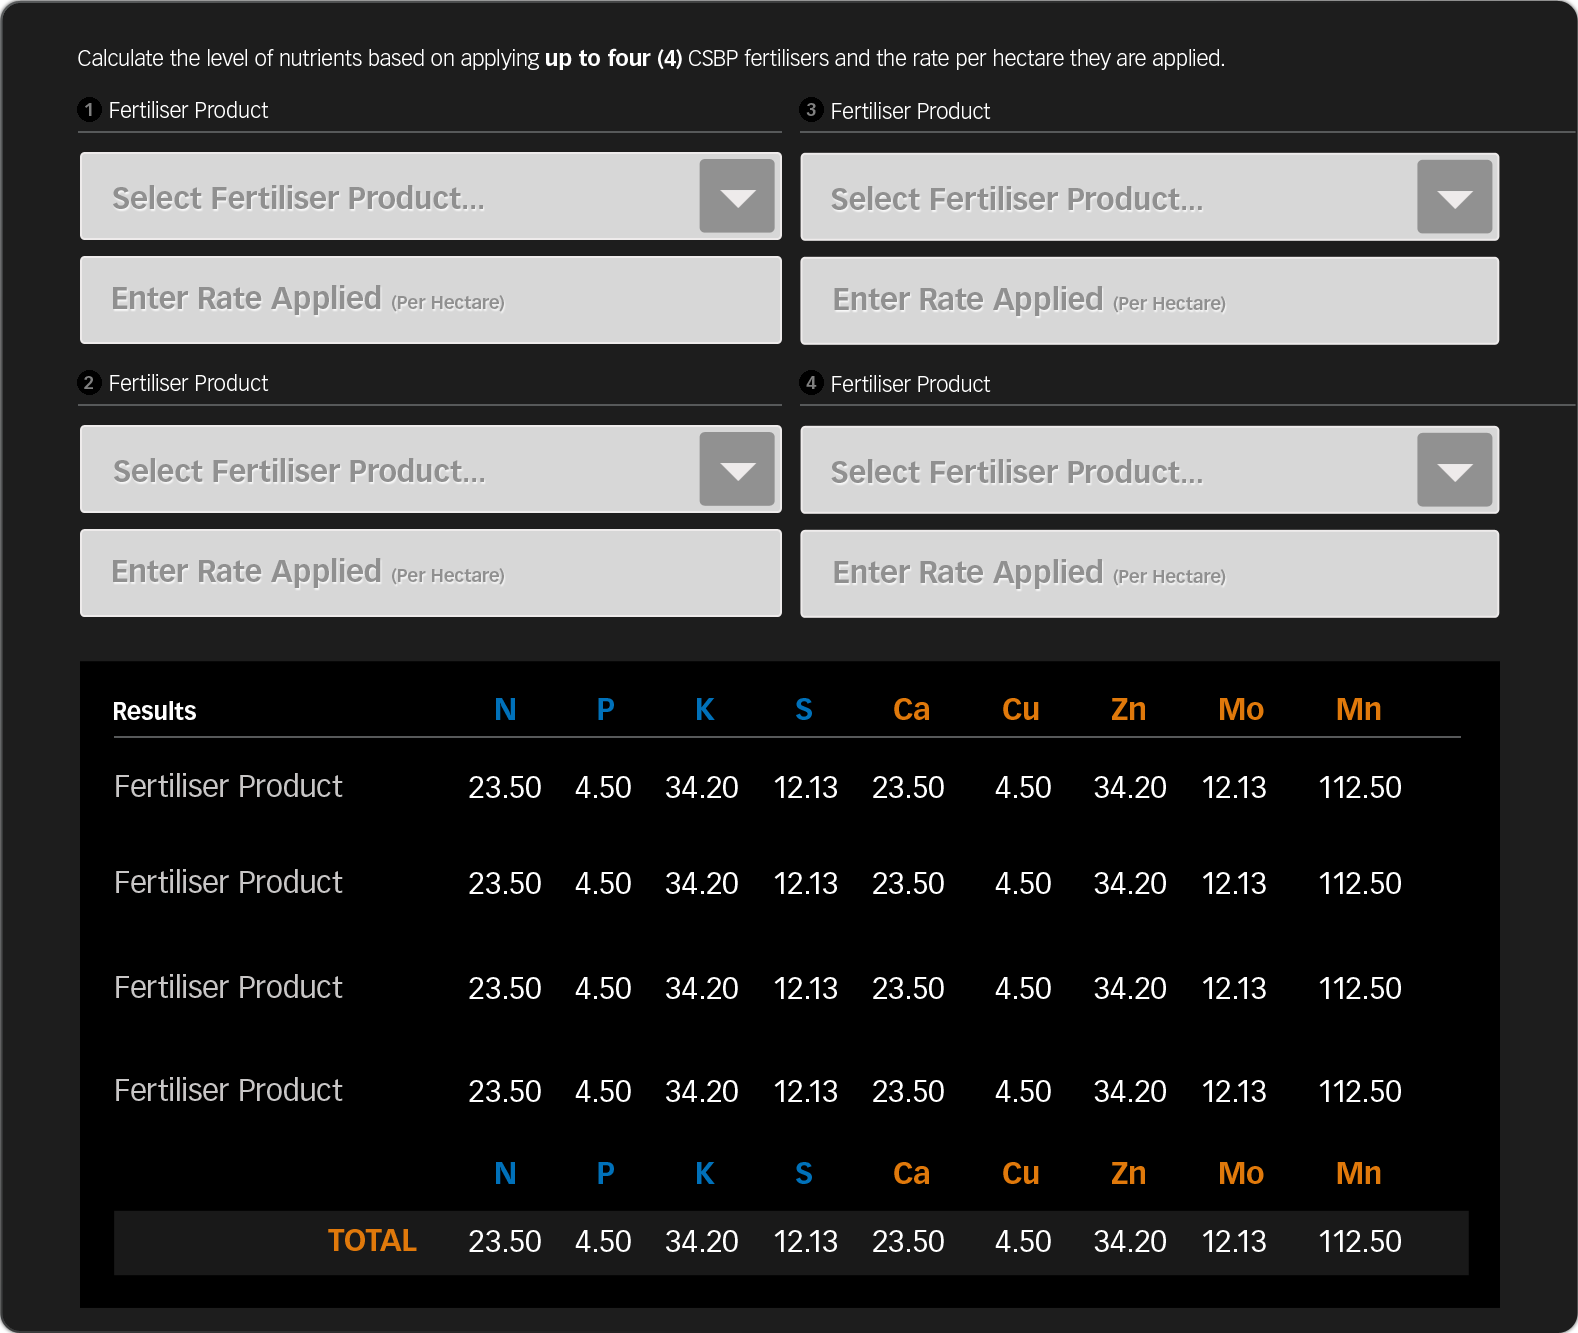 Calculate the level of nutrients based on applying up to four (4) CSBP fertilisers and the rate per hectare they are applied.
1 Fertiliser Product
Select Fertiliser Product...
Enter Rate Applied (Per Hectare)
2 Fertiliser Product
Select Fertiliser Product...
Enter Rate Applied (Per Hectare)
3 Fertiliser Product
Select Fertiliser Product...
Enter Rate Applied (Per Hectare)
4 Fertiliser Product
Select Fertiliser Product...
Enter Rate Applied (Per Hectare)
Results N P K S Ca Cu Zn Mo Mn
Fertiliser Product 23.50 4.50 34.20 12.13 23.50 4.50 34.20 12.13 112.50
Fertiliser Product 23.50 4.50 34.20 12.13 23.50 4.50 34.20 12.13 112.50
Fertiliser Product 23.50 4.50 34.20 12.13 23.50 4.50 34.20 12.13 112.50
Fertiliser Product 23.50 4.50 34.20 12.13 23.50 4.50 34.20 12.13 112.50
N P K S Ca Cu Zn Mo Mn
TOTAL 23.50 4.50 34.20 12.13 23.50 4.50 34.20 12.13 112.50